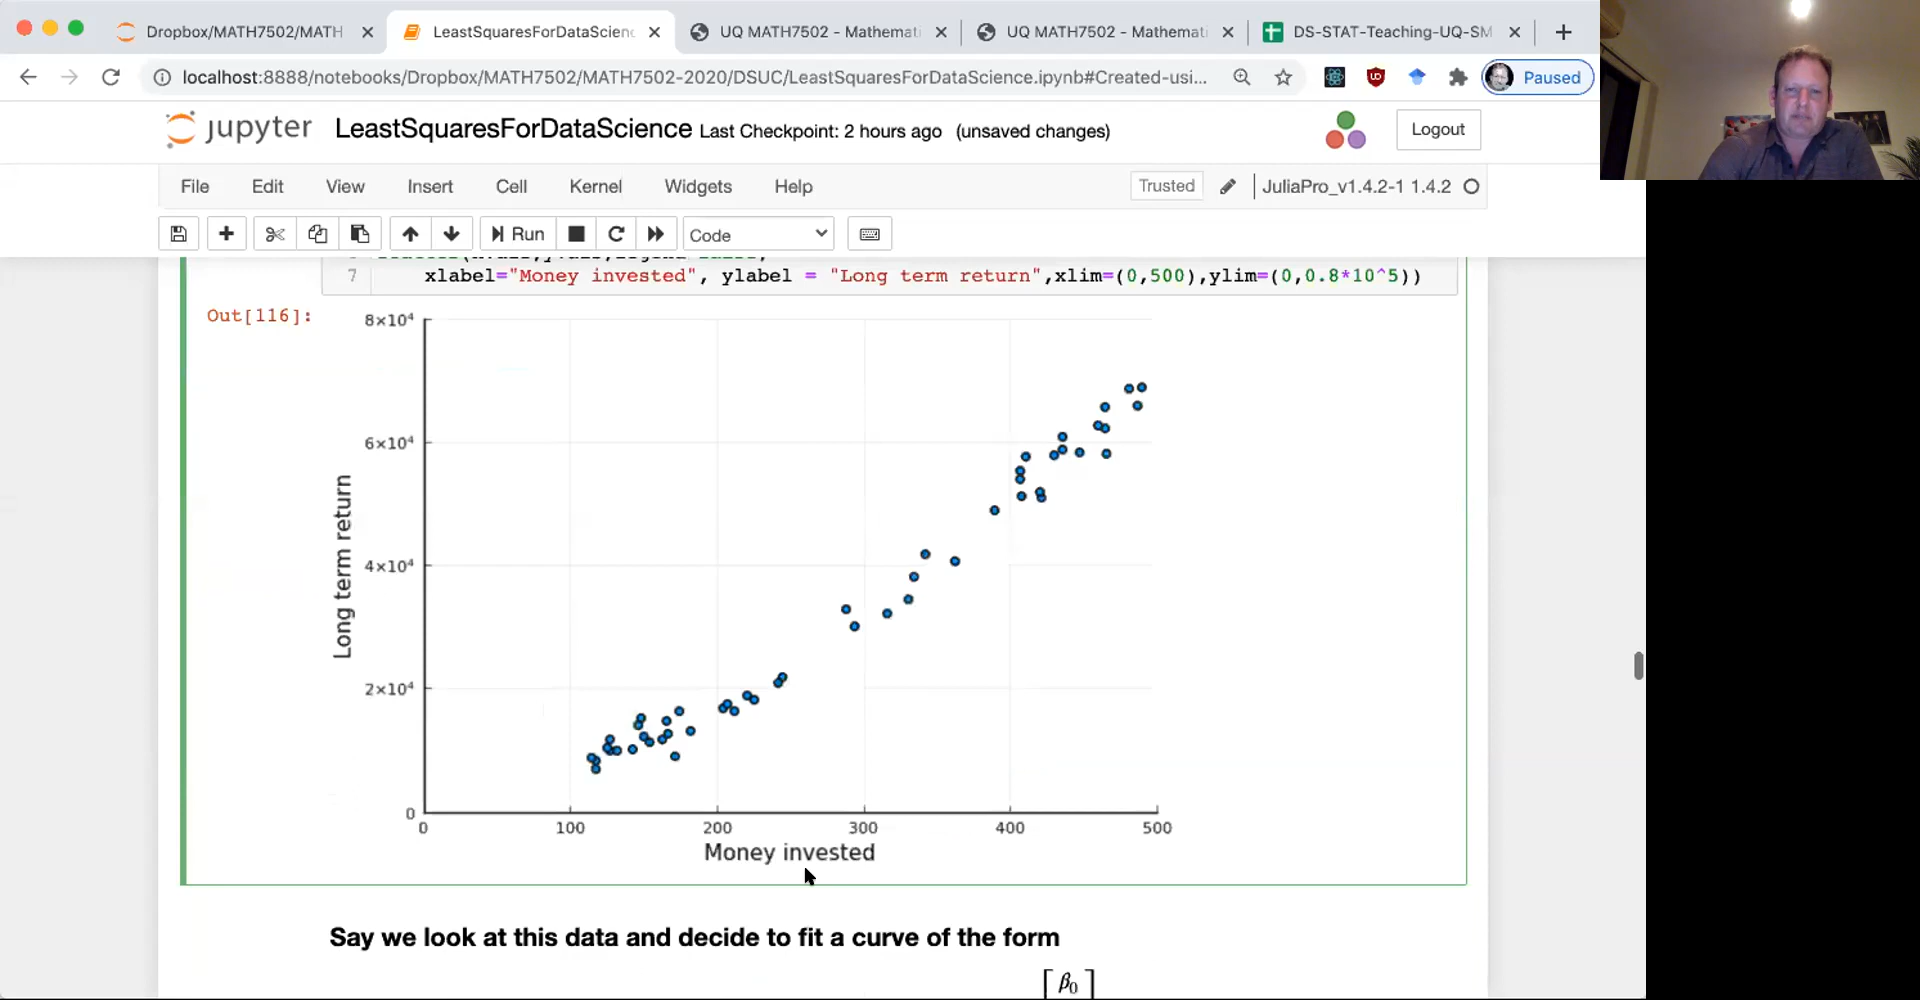 Dropbox/MATH7502/MATH
LeastSquaresForDataScien
UQ MATH7502 - Mathemati
UQ MATH7502 - Mathemati
DS-STAT-Teaching-UQ-SM
localhost:8888/notebooks/Dropbox/MATH7502/MATH7502-2020/DSUC/LeastSquaresForDataScience.ipynb#Created-usi...
Paused
jupyter LeastSquaresForDataScience Last Checkpoint: 2 hours ago (unsaved changes)
Logout
File Edit View Insert Cell Kernel Widgets Help
Trusted
JuliaPro_v1.4.2-1 1.4.2
Run
Code
7 xlabel="Money invested", ylabel = "Long term return",xlim=(0,500),ylim=(0,0.8*10^5))
Out[116]:
8×10⁴
6×10⁴
4×10⁴
2×10⁴
0
Long term return
0 100 200 300 400 500
Money invested
Say we look at this data and decide to fit a curve of the form
β₀